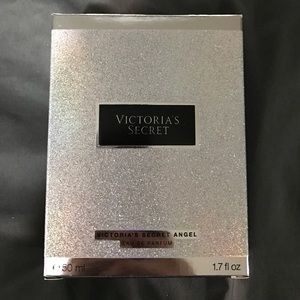 VICTORIA'S
SECRET
VICTORIA'S SECRET ANGEL
EAU DE PARFUM
℮ 50 ml 1.7 fl oz